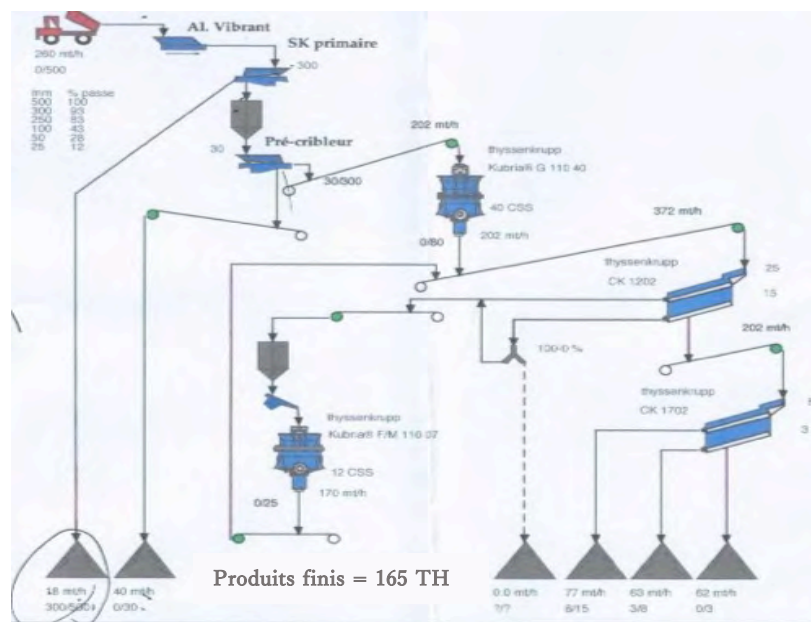 Al. Vibrant
SK primaire
260 mt/h
0/500
300
mm % passe
500 100
300 93
250 83
100 43
50 28
25 12
30
Pré-cribleur
30/300
202 mt/h
thyssenkrupp
Kubria® G 110 40
40 CSS
202 mt/h
0/80
372 mt/h
thyssenkrupp
CK 1202
25
15
100-0 %
202 mt/h
thyssenkrupp
CK 1702
3
thyssenkrupp
Kubria® F/M 110 07
12 CSS
170 mt/h
0/25
Produits finis = 165 TH
18 mt/h
40 mt/h
0/30
0.0 mt/h
?/?
77 mt/h
8/15
63 mt/h
3/8
62 mt/h
0/3